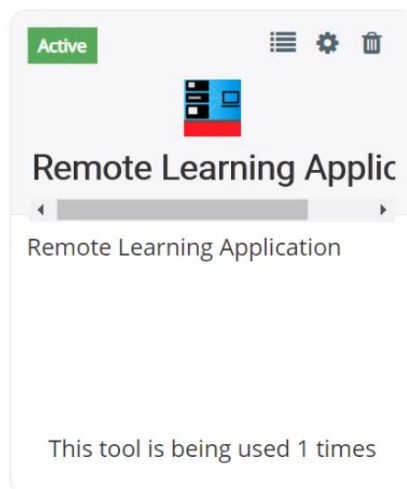 Active
Remote Learning Applic
Remote Learning Application
This tool is being used 1 times